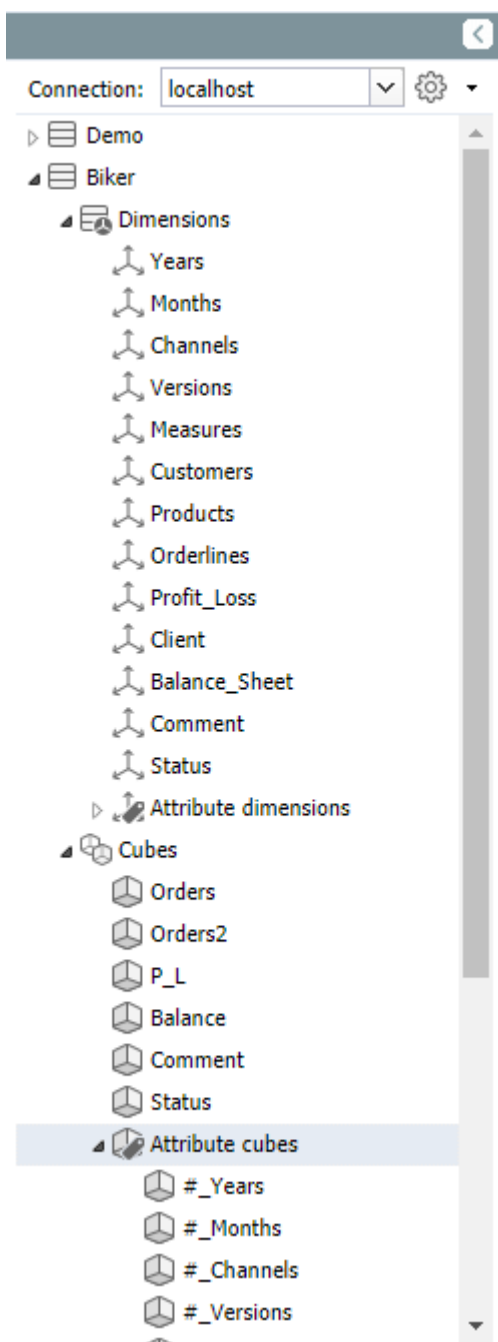 Connection: localhost
Demo
Biker
Dimensions
Years
Months
Channels
Versions
Measures
Customers
Products
Orderlines
Profit_Loss
Client
Balance_Sheet
Comment
Status
Attribute dimensions
Cubes
Orders
Orders2
P_L
Balance
Comment
Status
Attribute cubes
#_Years
#_Months
#_Channels
#_Versions